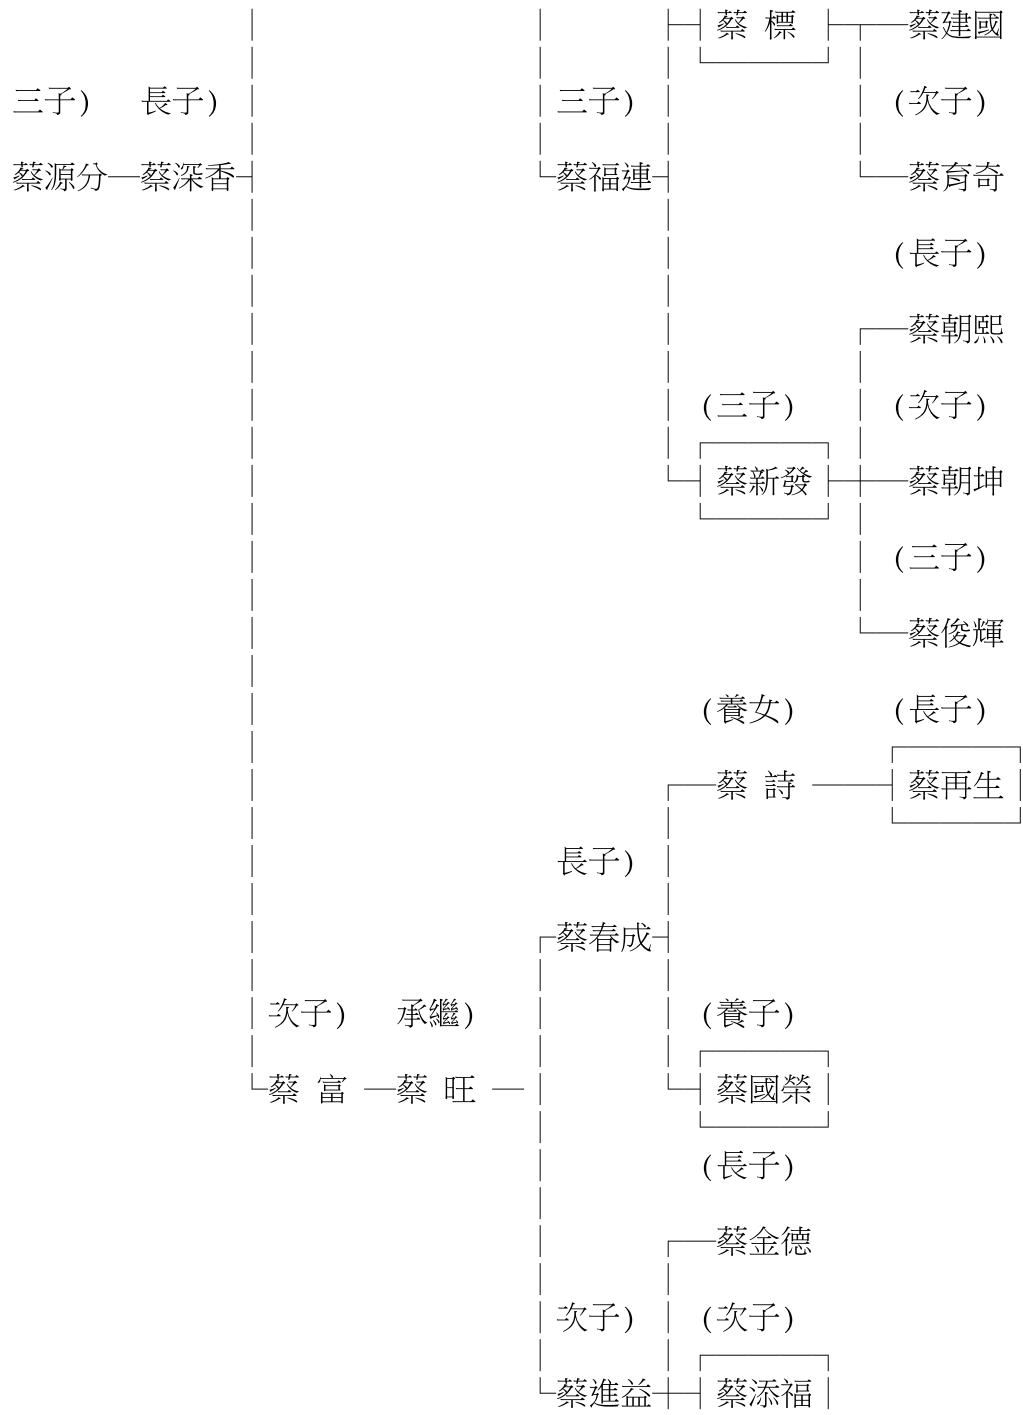 蔡 標 蔡建國
三子) 長子) 三子) (次子)
蔡源分 蔡深香 蔡福連 蔡育奇
(長子)
蔡朝熙
(三子) (次子)
蔡新發 蔡朝坤
(三子)
蔡俊輝
(養女) (長子)
蔡 詩 蔡再生
長子)
蔡春成
次子) 承繼) (養子)
蔡 富 蔡 旺 蔡國榮
(長子)
蔡金德
次子) (次子)
蔡進益 蔡添福